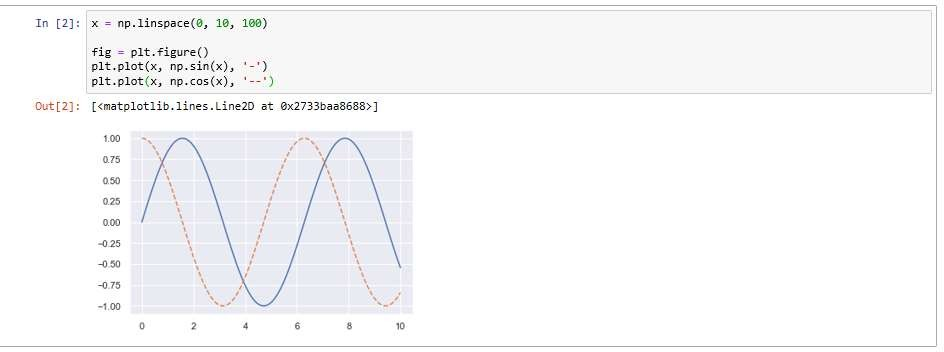 In [2]: x = np.linspace(0, 10, 100)
fig = plt.figure()
plt.plot(x, np.sin(x), '-')
plt.plot(x, np.cos(x), '--')
Out[2]: [<matplotlib.lines.Line2D at 0x2733baa8688>]
1.00
0.75
0.50
0.25
0.00
−0.25
−0.50
−0.75
−1.00
0 2 4 6 8 10